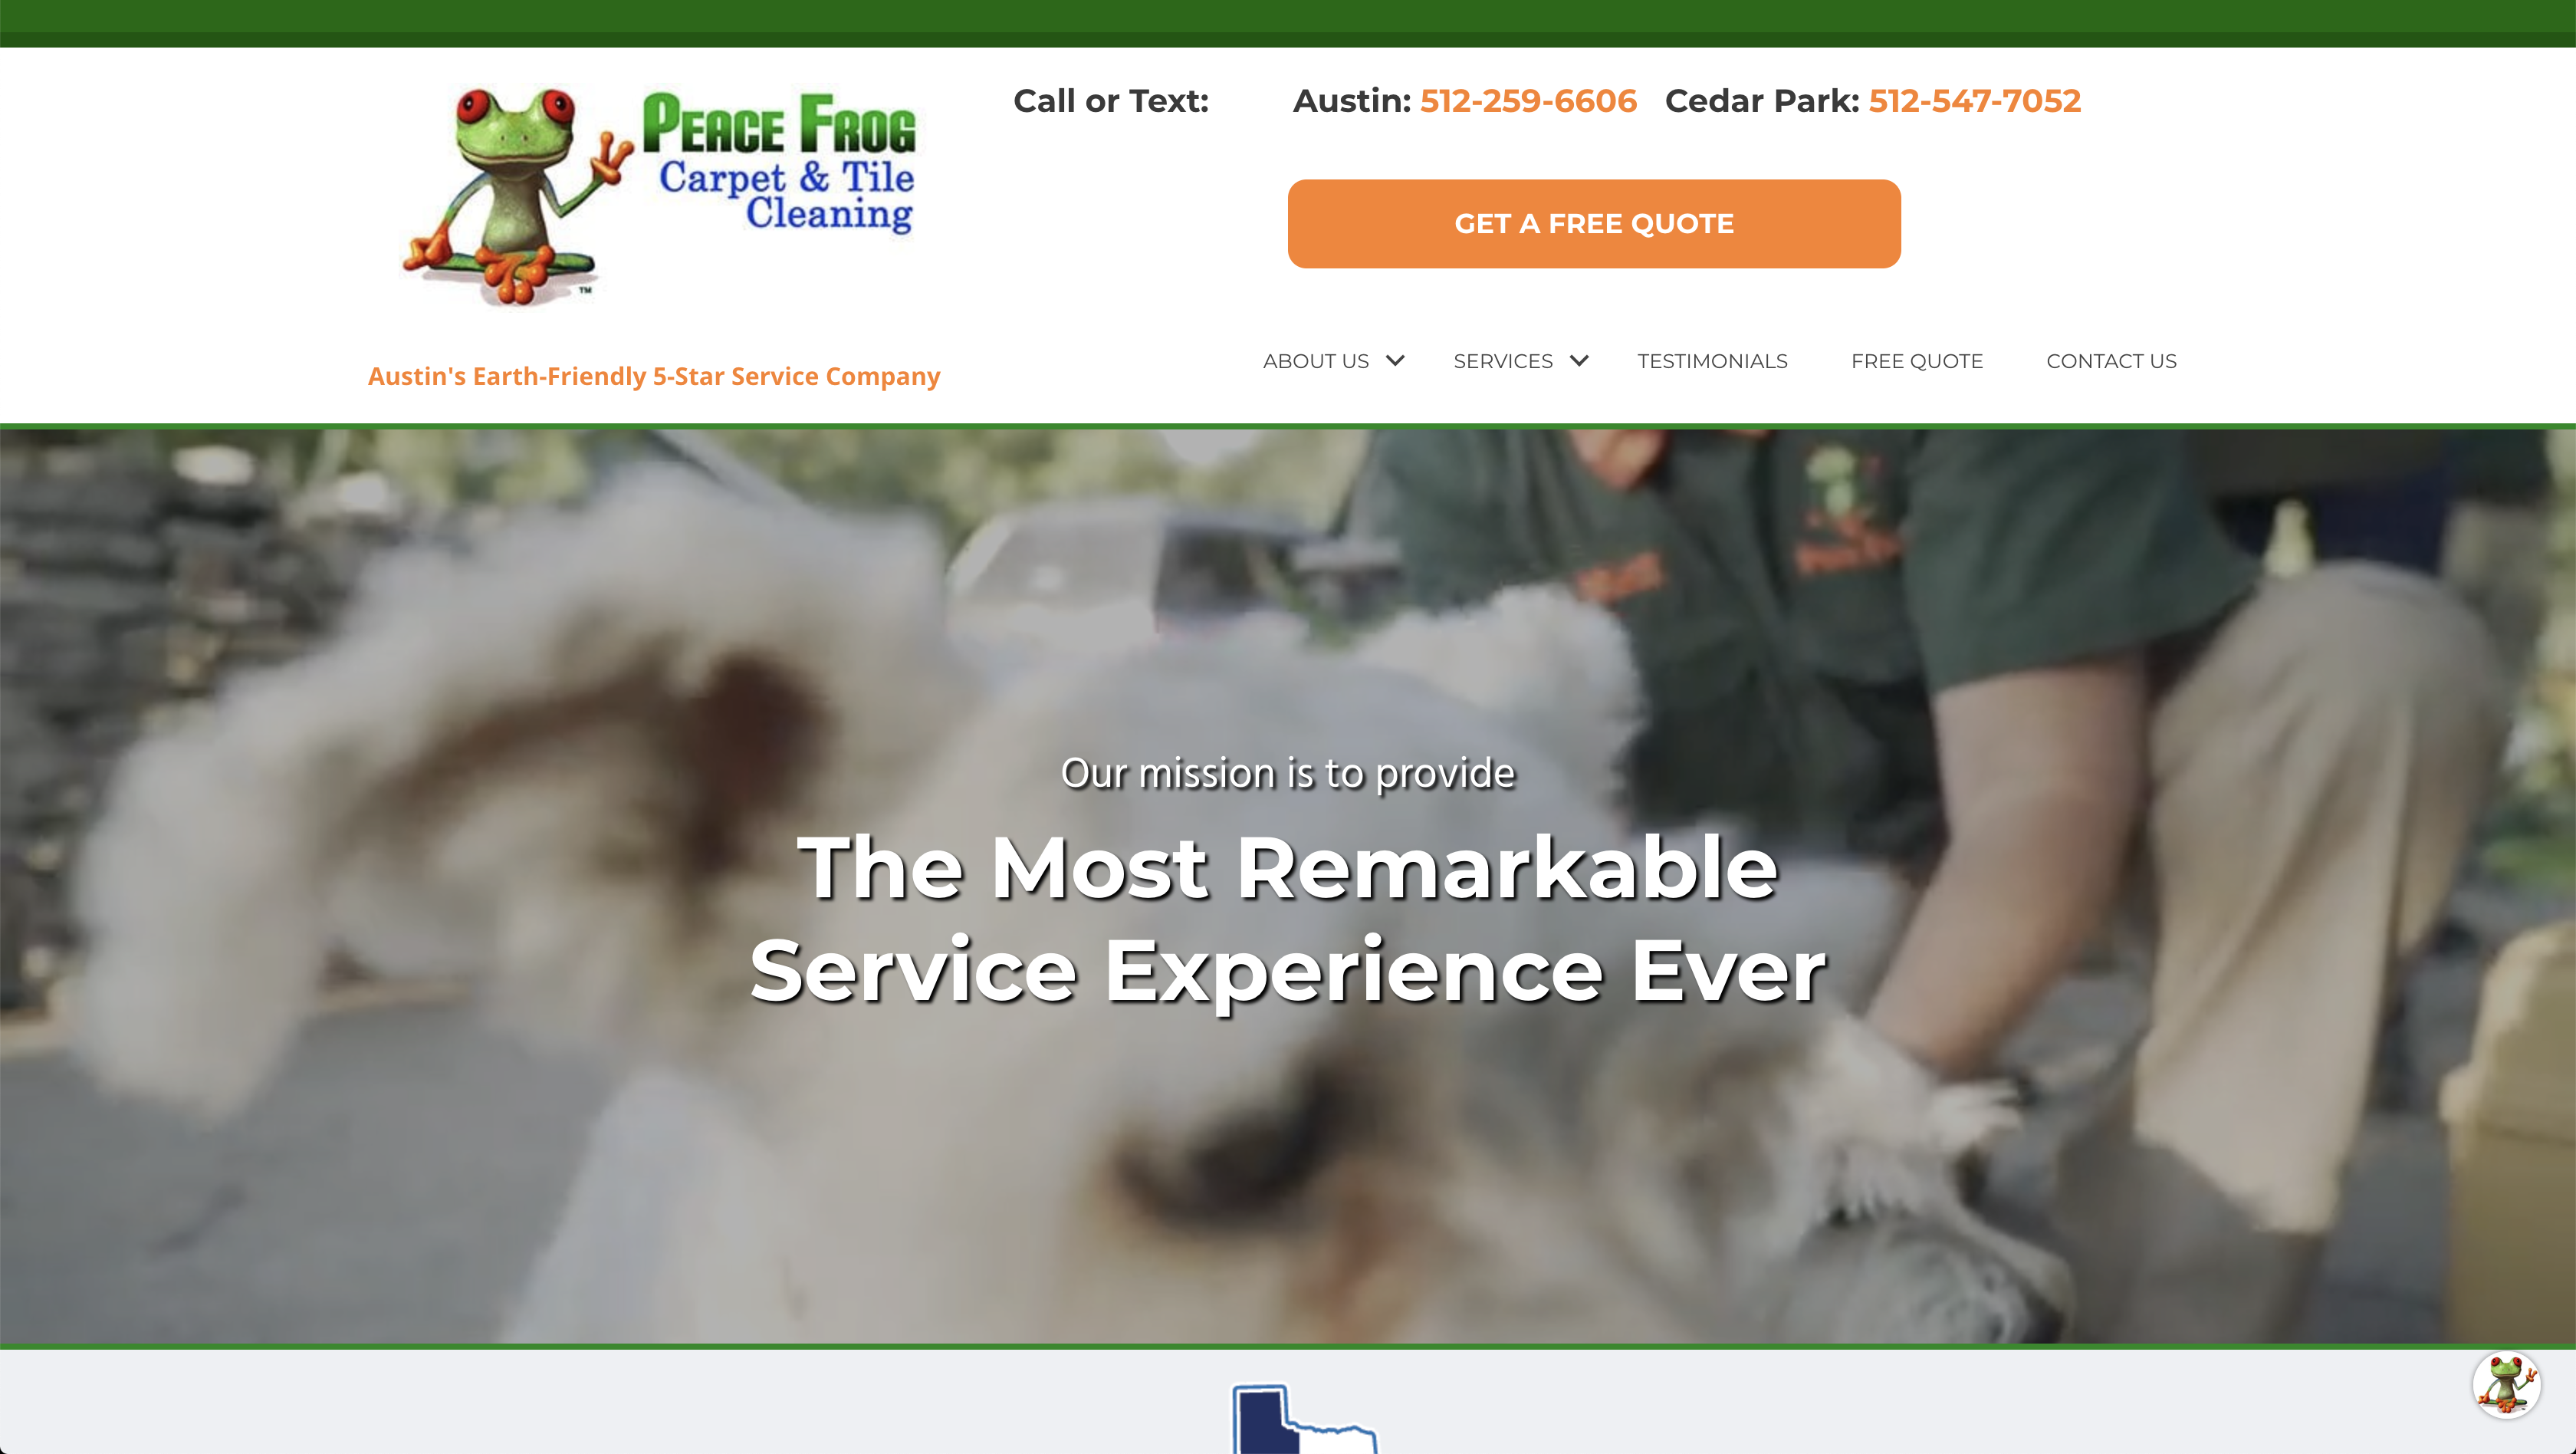 PEACE FROG
Carpet & Tile
Cleaning
TM
Austin's Earth-Friendly 5-Star Service Company
Call or Text: Austin: 512-259-6606 Cedar Park: 512-547-7052
GET A FREE QUOTE
ABOUT US SERVICES TESTIMONIALS FREE QUOTE CONTACT US
Our mission is to provide
The Most Remarkable
Service Experience Ever